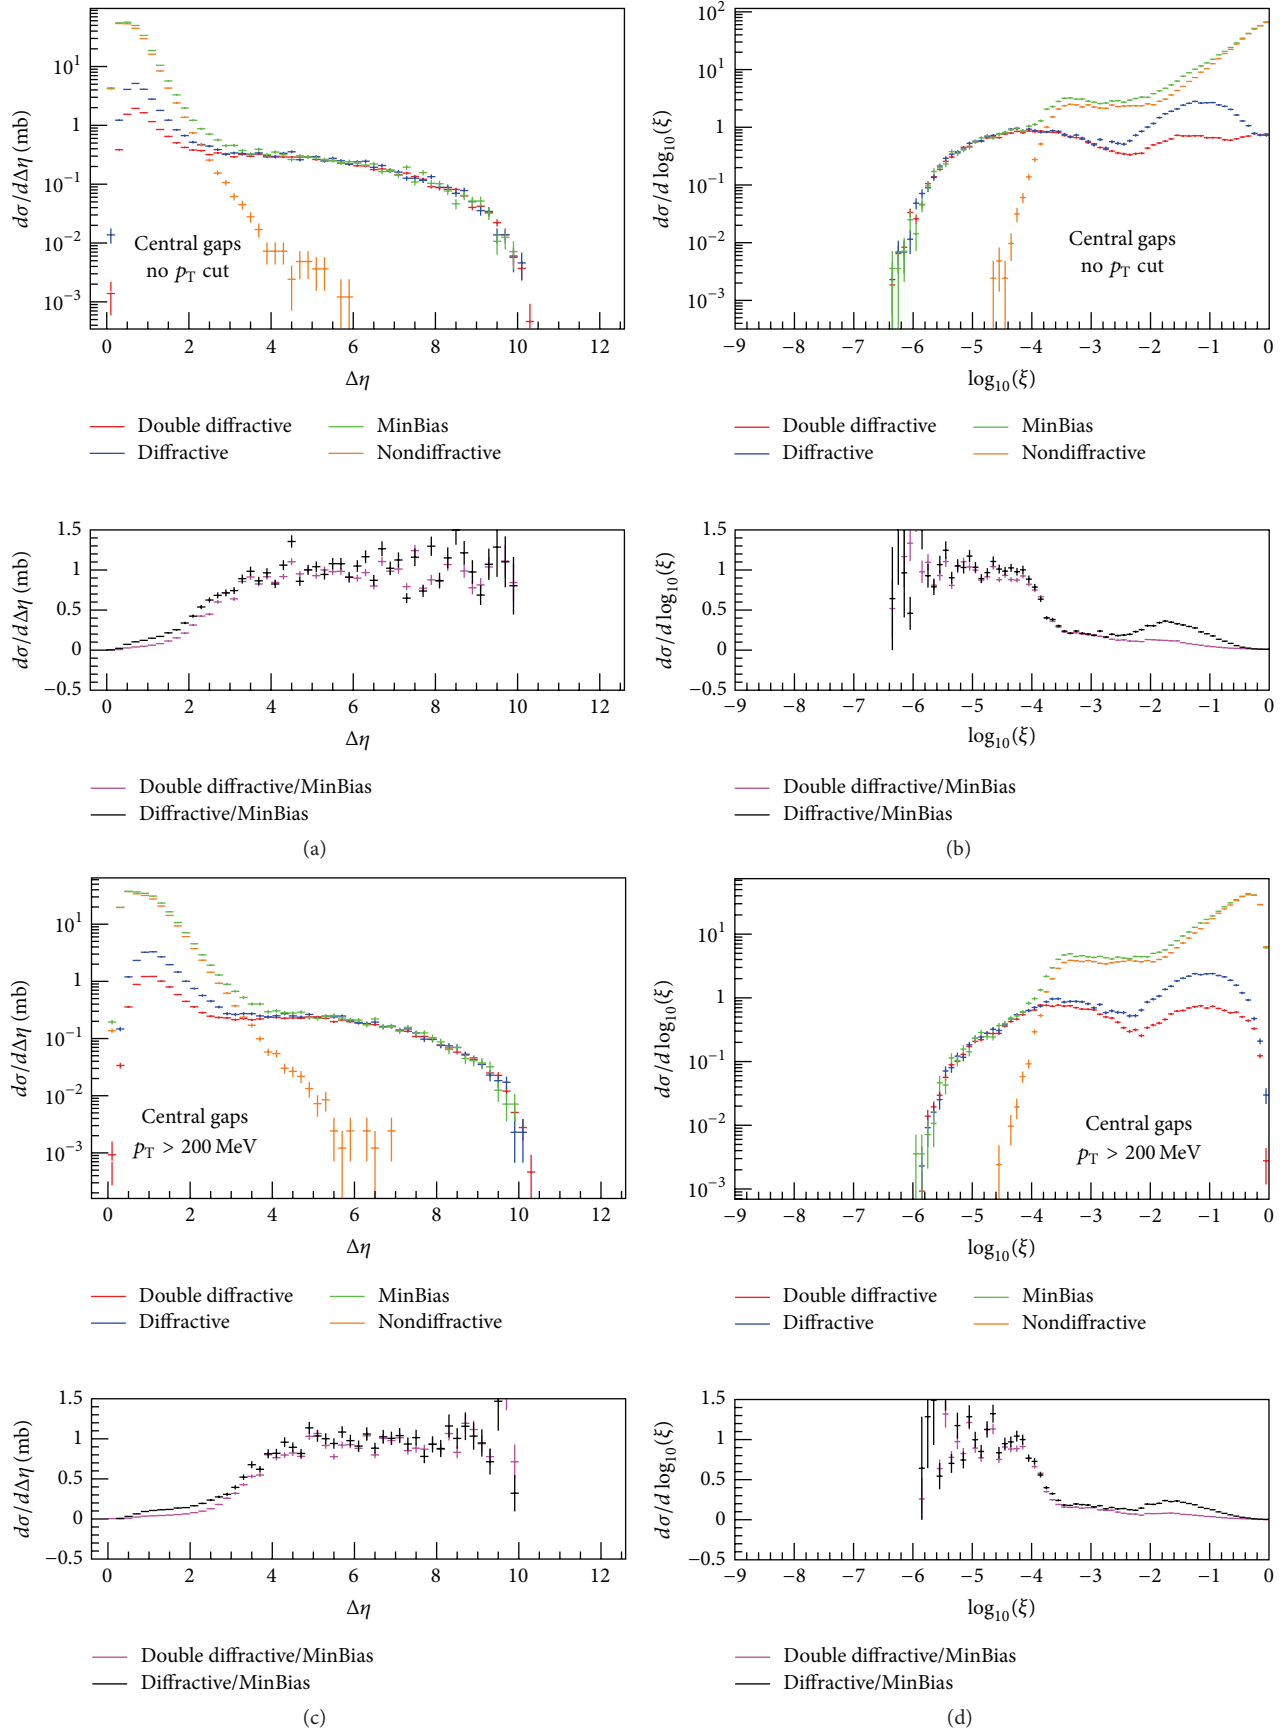 dσ/dΔη (mb)
10¹
1
10⁻¹
10⁻²
10⁻³
Central gaps
no p_T cut
0 2 4 6 8 10 12
Δη
Double diffractive
MinBias
Diffractive
Nondiffractive
dσ/dΔη (mb)
1.5
1
0.5
0
−0.5
0 2 4 6 8 10 12
Δη
Double diffractive/MinBias
Diffractive/MinBias
(a)
dσ/d log₁₀(ξ)
10²
10¹
1
10⁻¹
10⁻²
10⁻³
Central gaps
no p_T cut
−9 −8 −7 −6 −5 −4 −3 −2 −1 0
log₁₀(ξ)
Double diffractive
MinBias
Diffractive
Nondiffractive
dσ/d log₁₀(ξ)
1.5
1
0.5
0
−0.5
−9 −8 −7 −6 −5 −4 −3 −2 −1 0
log₁₀(ξ)
Double diffractive/MinBias
Diffractive/MinBias
(b)
dσ/dΔη (mb)
10¹
1
10⁻¹
10⁻²
10⁻³
Central gaps
p_T > 200 MeV
0 2 4 6 8 10 12
Δη
Double diffractive
MinBias
Diffractive
Nondiffractive
dσ/dΔη (mb)
1.5
1
0.5
0
−0.5
0 2 4 6 8 10 12
Δη
Double diffractive/MinBias
Diffractive/MinBias
(c)
dσ/d log₁₀(ξ)
10¹
1
10⁻¹
10⁻²
10⁻³
Central gaps
p_T > 200 MeV
−9 −8 −7 −6 −5 −4 −3 −2 −1 0
log₁₀(ξ)
Double diffractive
MinBias
Diffractive
Nondiffractive
dσ/d log₁₀(ξ)
1.5
1
0.5
0
−0.5
−9 −8 −7 −6 −5 −4 −3 −2 −1 0
log₁₀(ξ)
Double diffractive/MinBias
Diffractive/MinBias
(d)